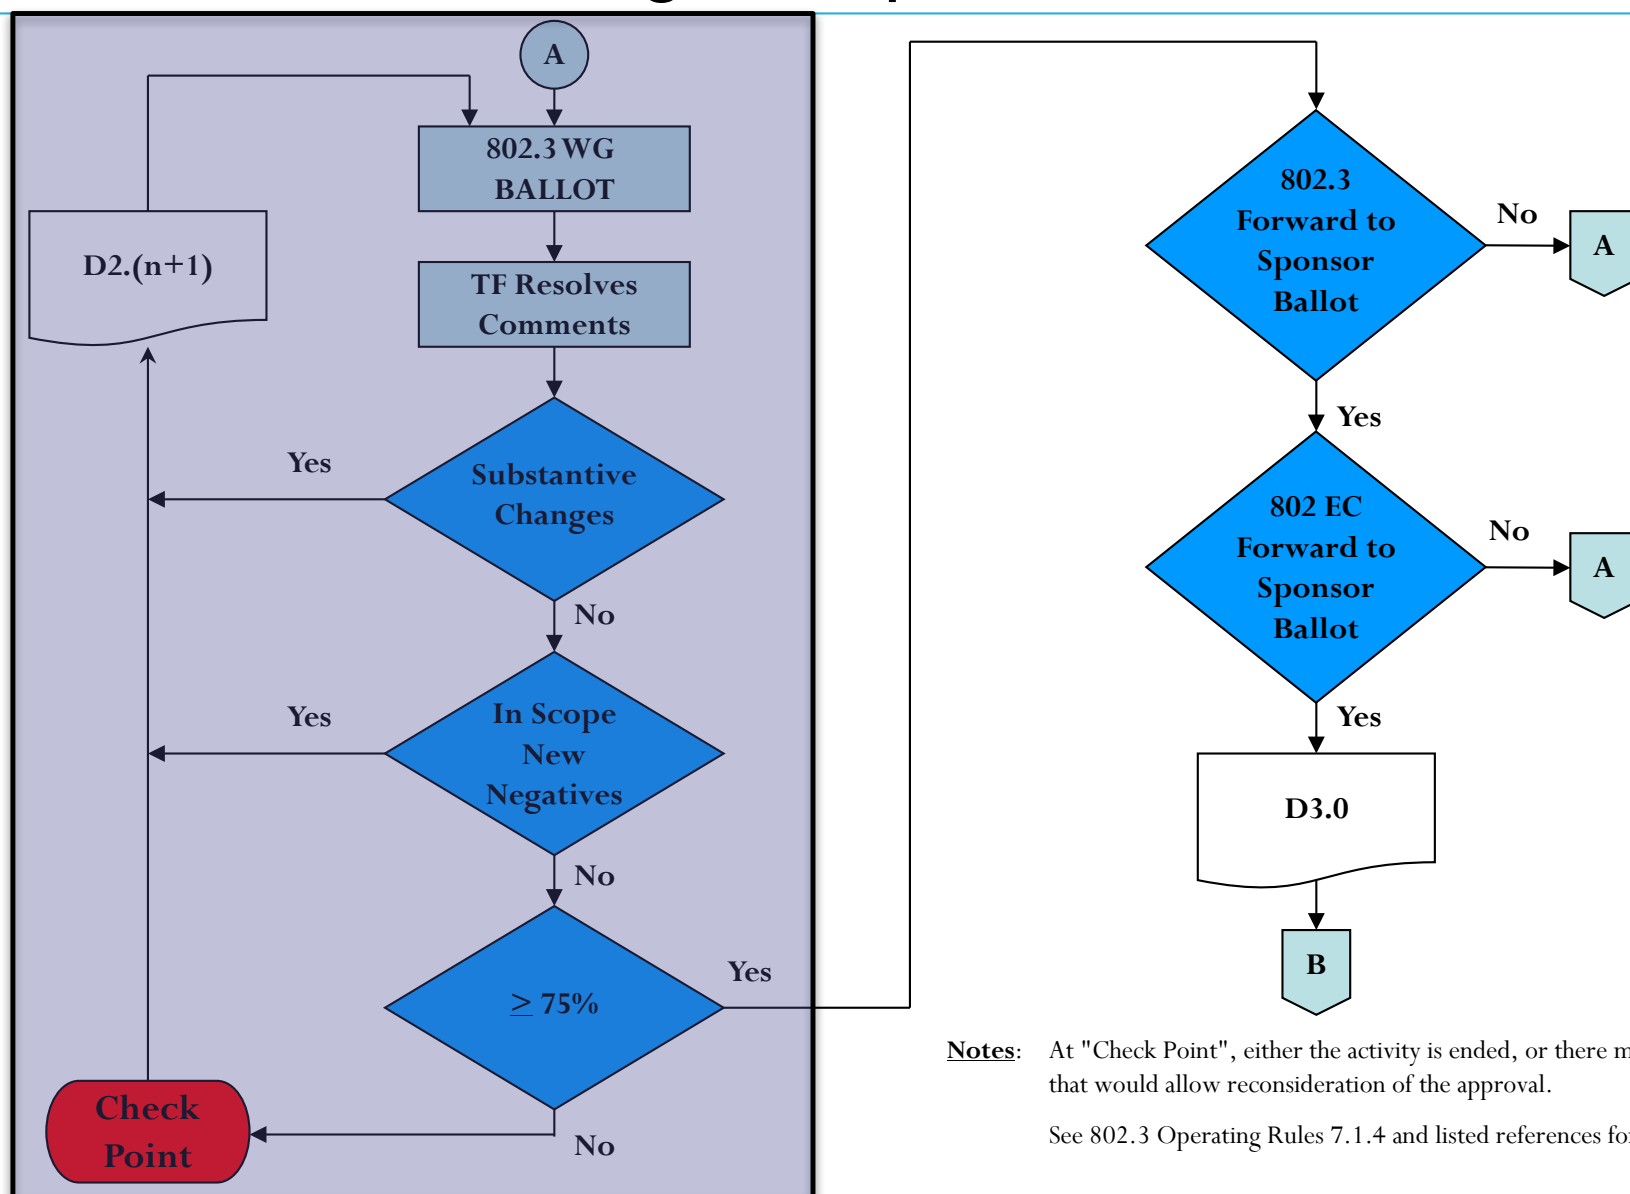 A
802.3 WG
BALLOT
D2.(n+1)
TF Resolves
Comments
Yes
Substantive
Changes
No
Yes
In Scope
New
Negatives
No
≥ 75%
Yes
Check
Point
No
802.3
Forward to
Sponsor
Ballot
No
A
Yes
802 EC
Forward to
Sponsor
Ballot
No
A
Yes
D3.0
B
Notes: At "Check Point", either the activity is ended, or there
that would allow reconsideration of the approval.
See 802.3 Operating Rules 7.1.4 and listed references